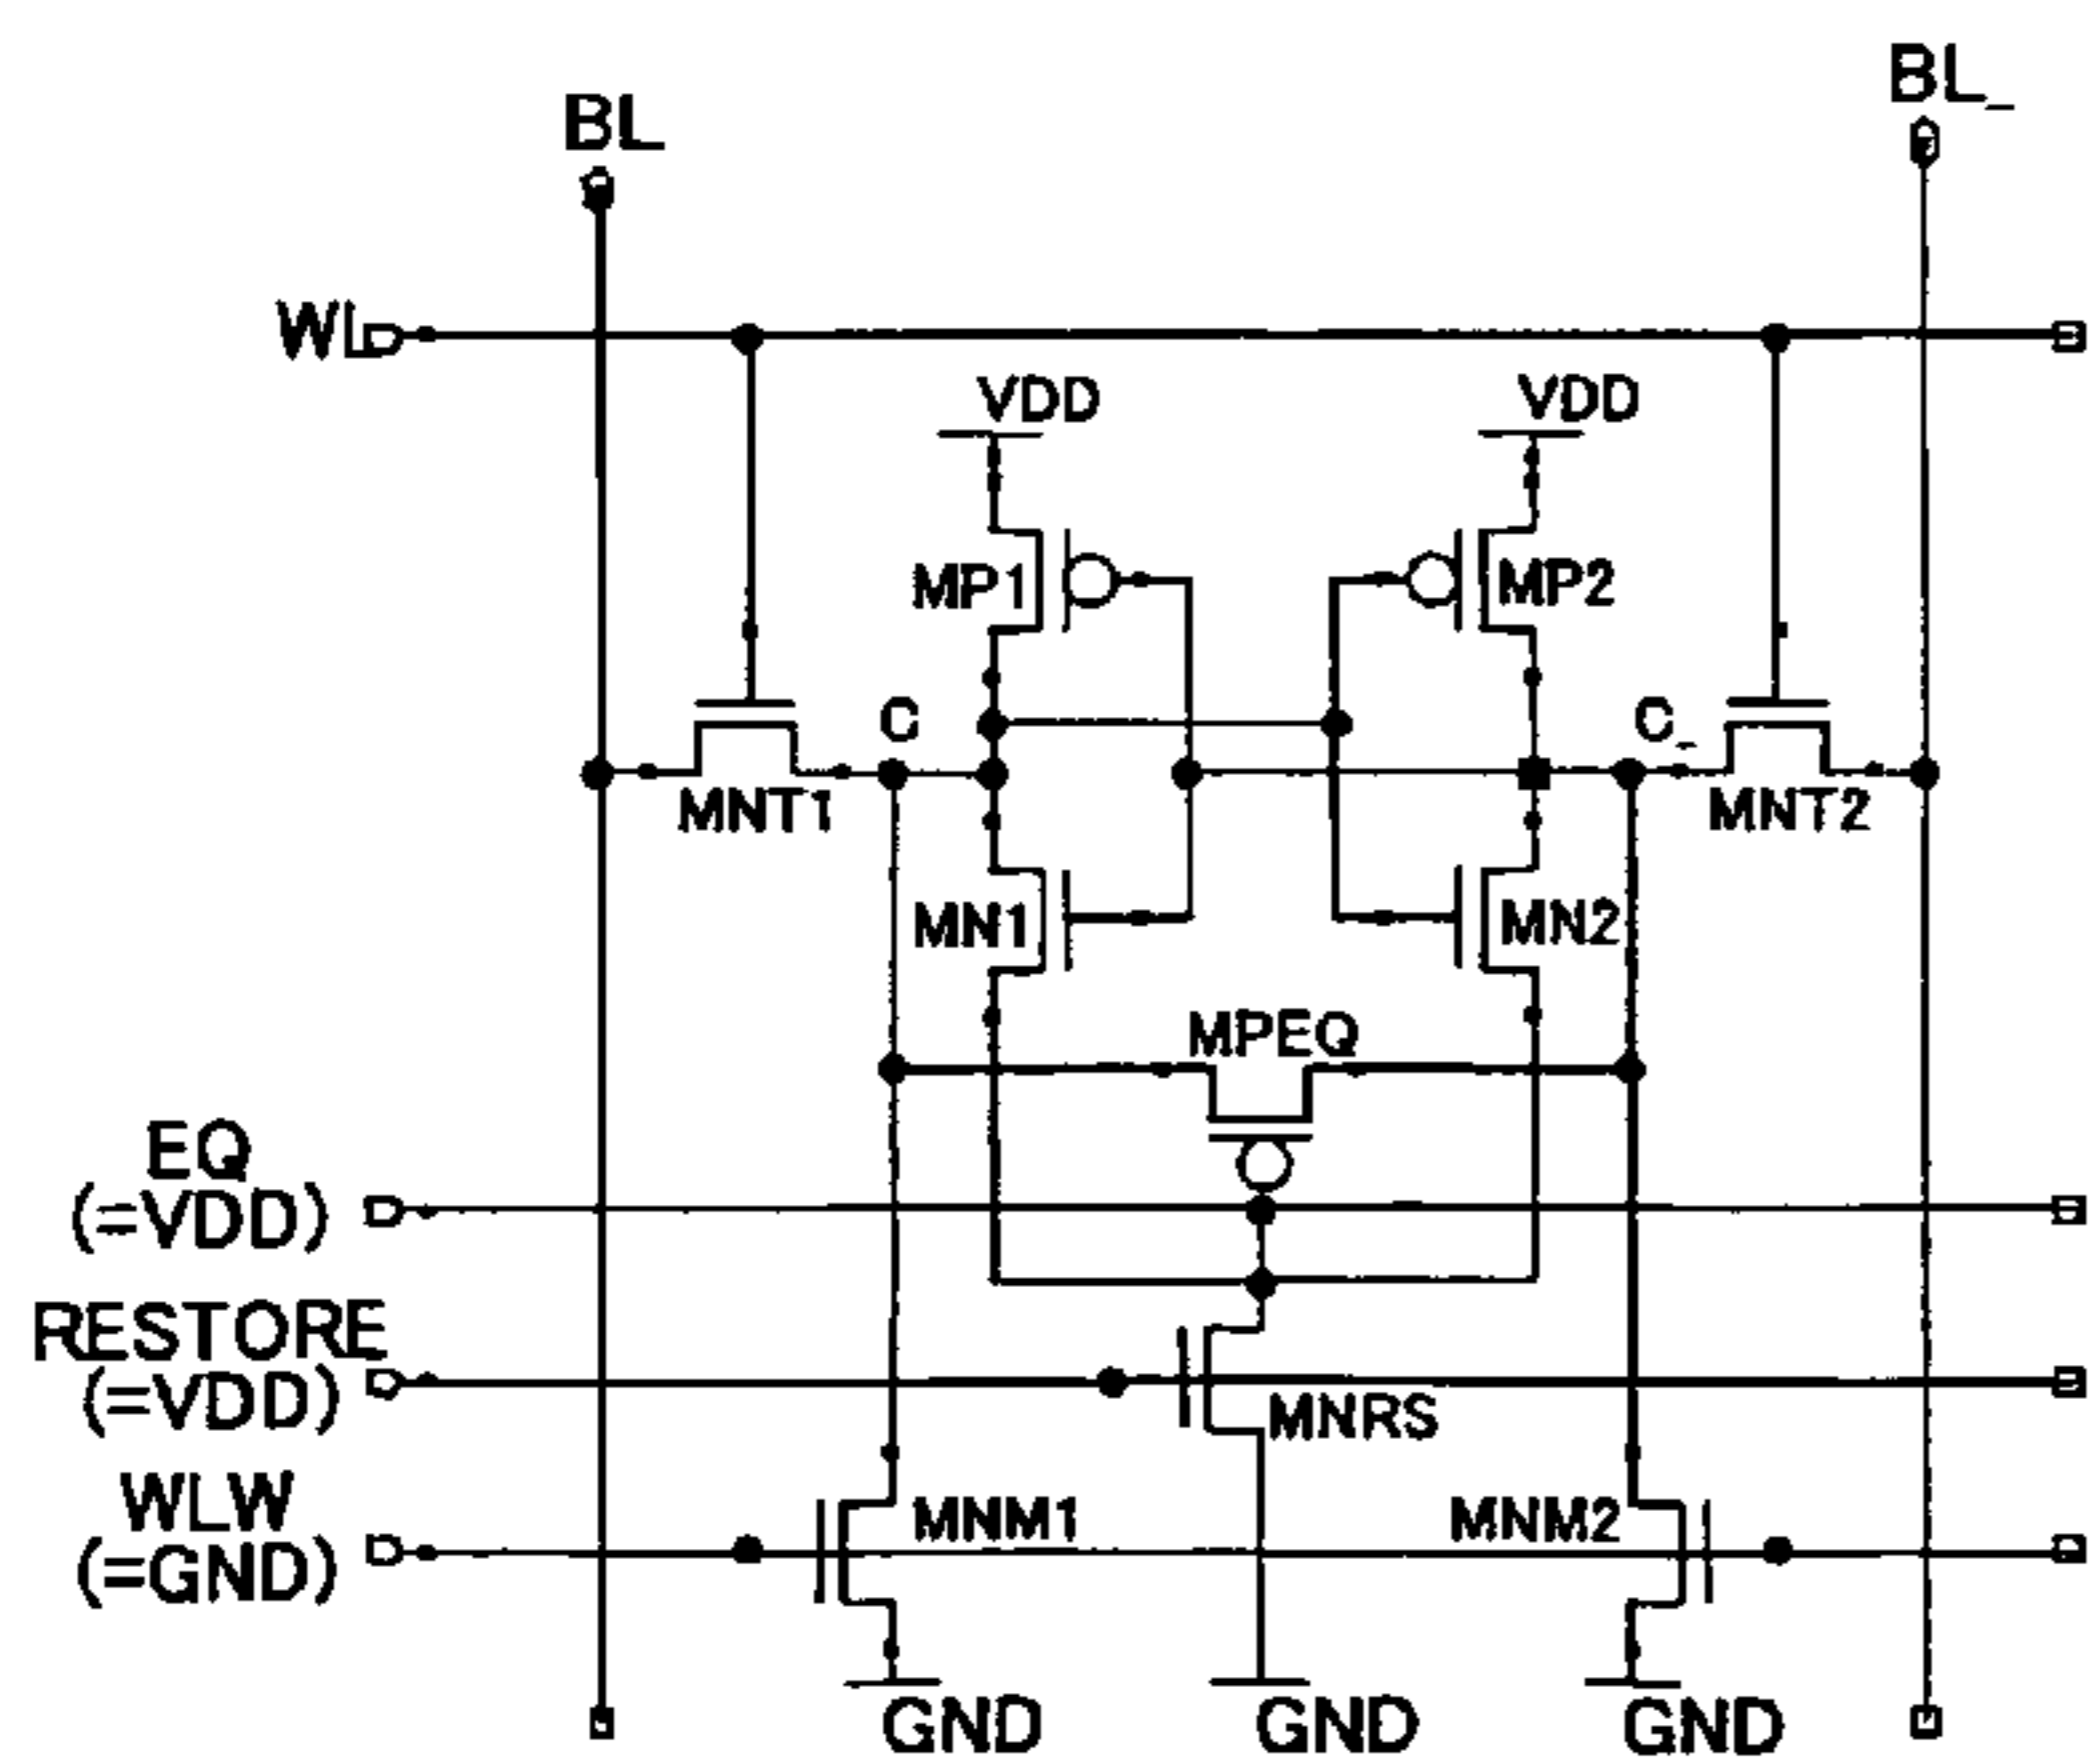 BL_
BL
WL
VDD
VDD
MP1
MP2
C
C_
MNT1
MNT2
MN1
MN2
MPEQ
EQ
(=VDD)
RESTORE
(=VDD)
MNRS
WLW
(=GND)
MNM1
MNM2
GND
GND
GND